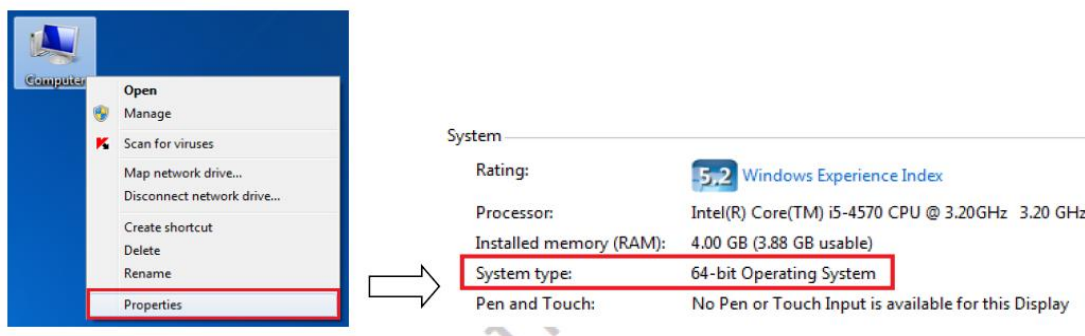 Computer
Open
Manage
Scan for viruses
Map network drive...
Disconnect network drive...
Create shortcut
Delete
Rename
Properties
System
Rating: 5,2 Windows Experience Index
Processor: Intel(R) Core(TM) i5-4570 CPU @ 3.20GHz 3.20 GHz
Installed memory (RAM): 4.00 GB (3.88 GB usable)
System type: 64-bit Operating System
Pen and Touch: No Pen or Touch Input is available for this Display